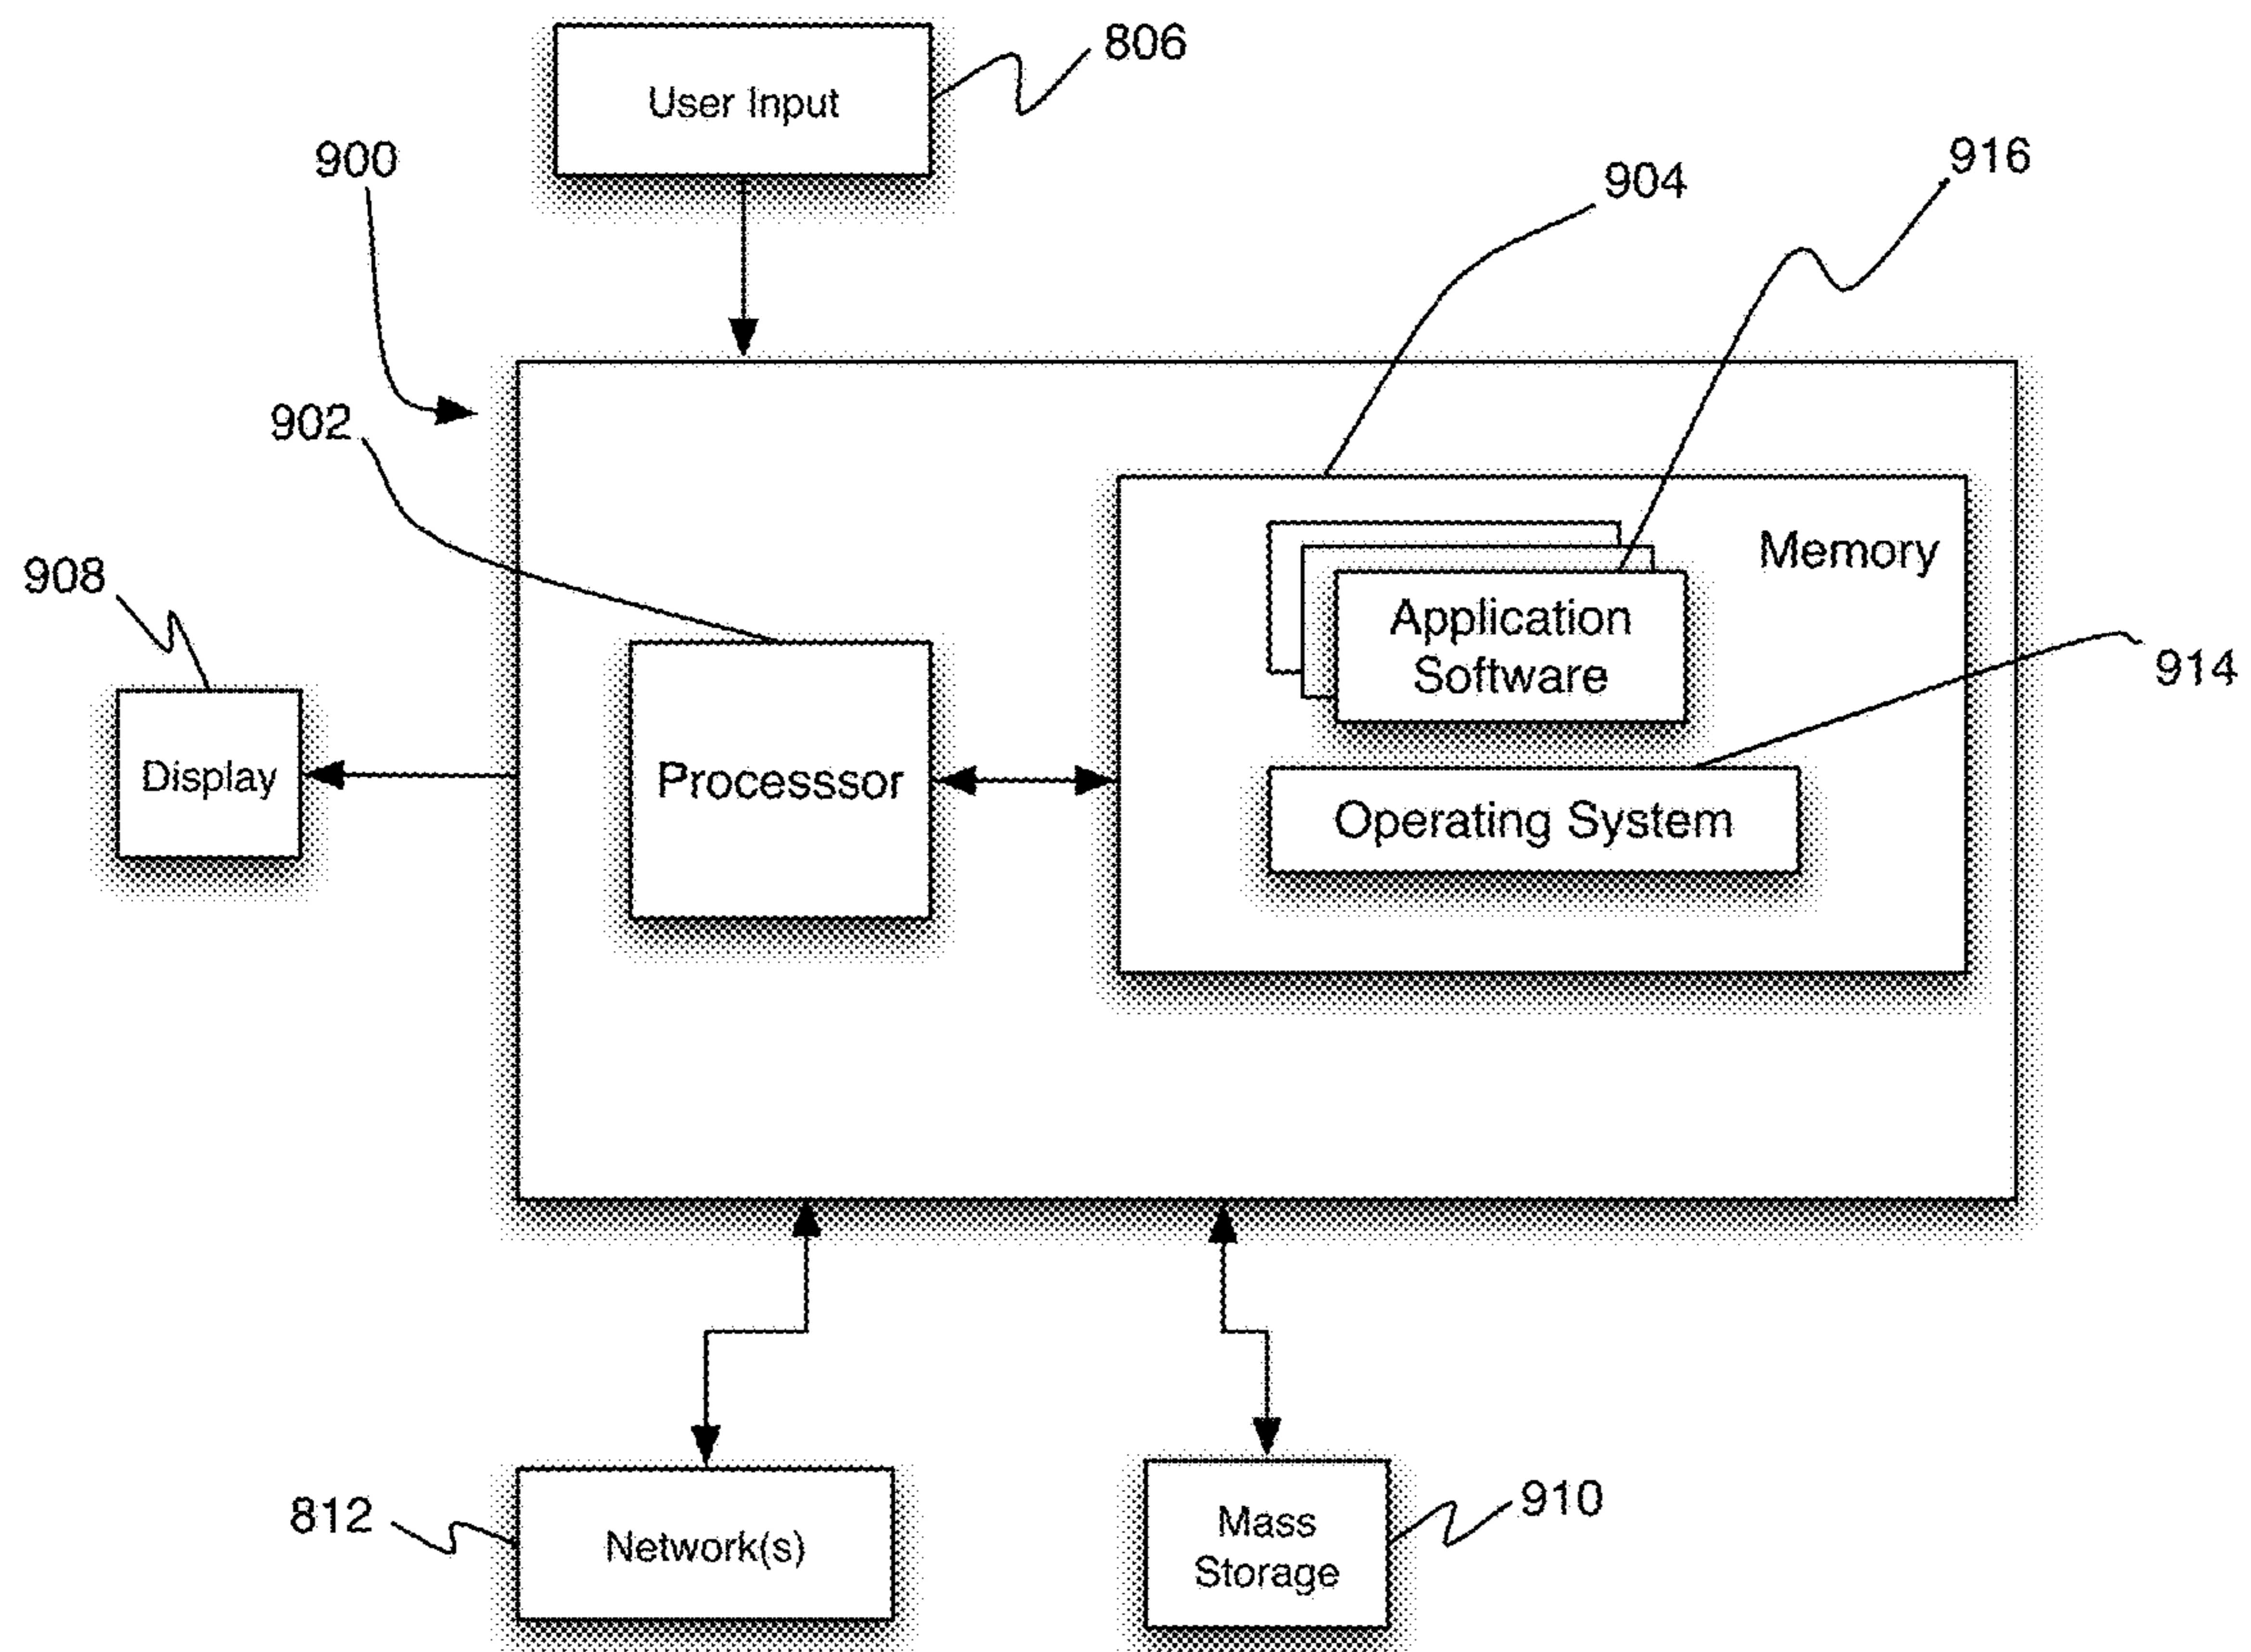 806
User Input
900
904
916
902
Memory
908
Application
Software
914
Display
Processsor
Operating System
812
Network(s)
Mass
Storage
910